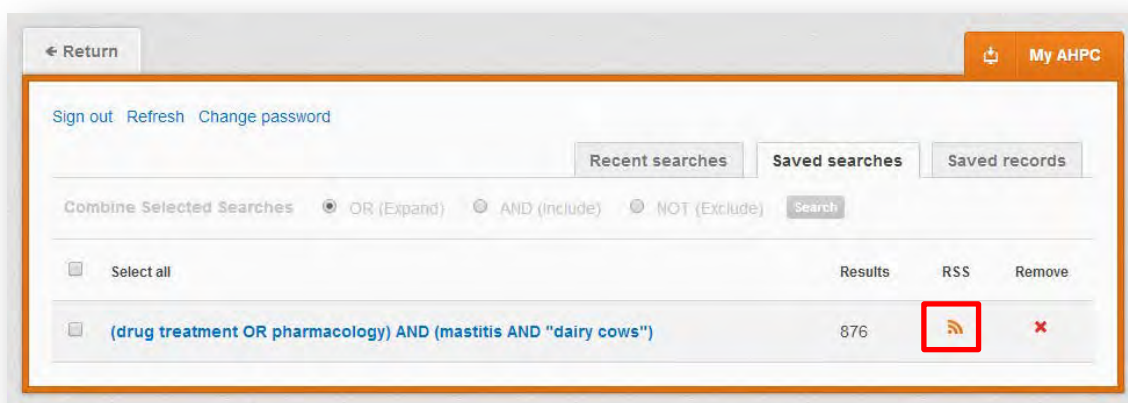 Return
My AHPC
Sign out Refresh Change password
Recent searches Saved searches Saved records
Combine Selected Searches OR (Expand) AND (Include) NOT (Exclude) Search
Select all Results RSS Remove
(drug treatment OR pharmacology) AND (mastitis AND "dairy cows") 876